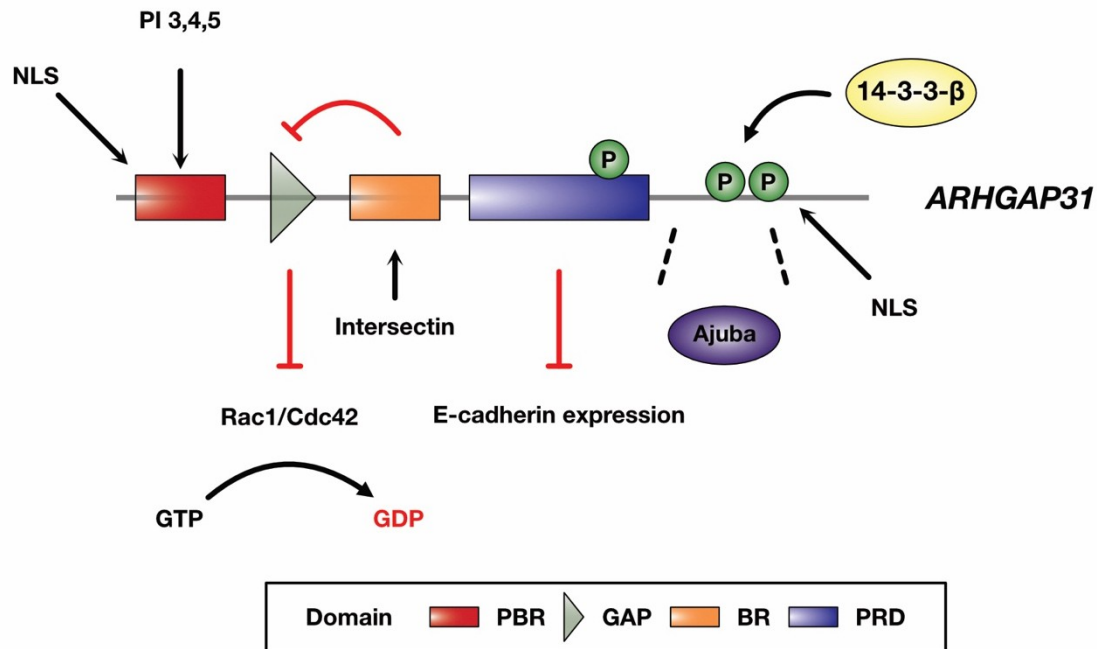 PI 3,4,5
NLS
14-3-3-β
P
P P
ARHGAP31
Intersectin
NLS
Ajuba
Rac1/Cdc42
E-cadherin expression
GTP
GDP
Domain PBR GAP BR PRD